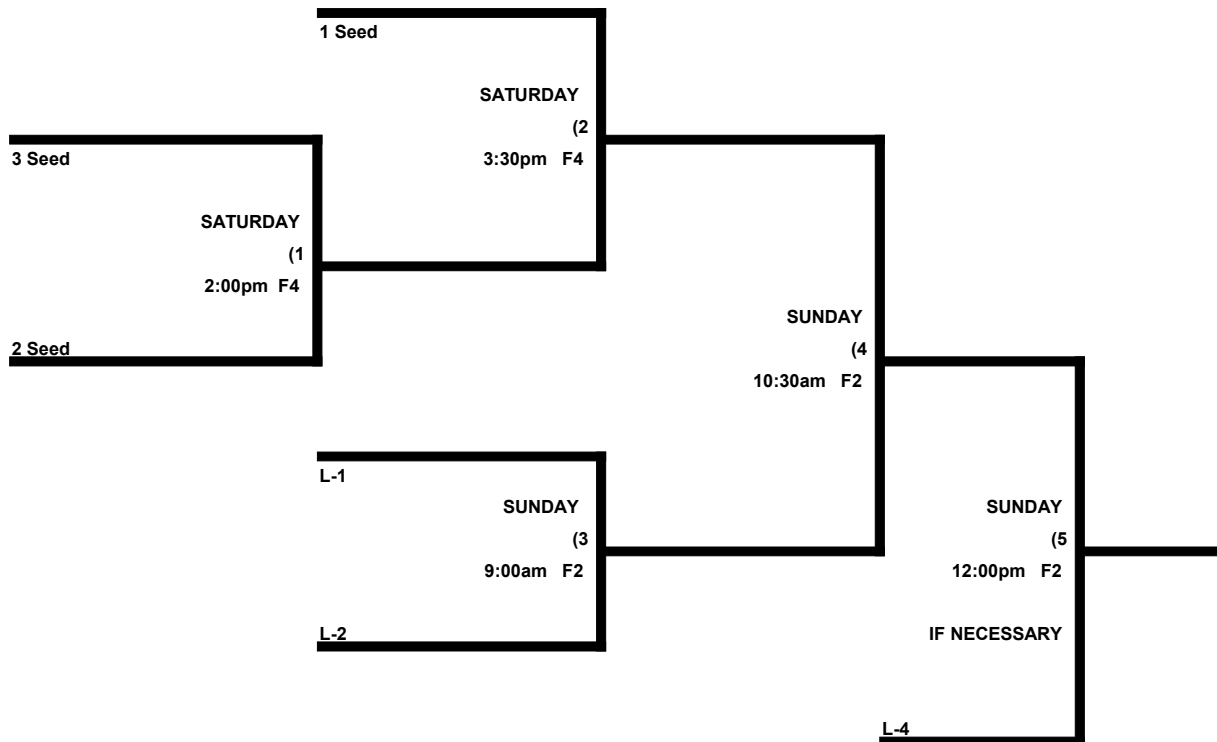 1 Seed
SATURDAY
(2
3:30pm F4
3 Seed
SATURDAY
(1
2:00pm F4
2 Seed
SUNDAY
(4
10:30am F2
L-1
SUNDAY
(3
9:00am F2
L-2
SUNDAY
(5
12:00pm F2
IF NECESSARY
L-4